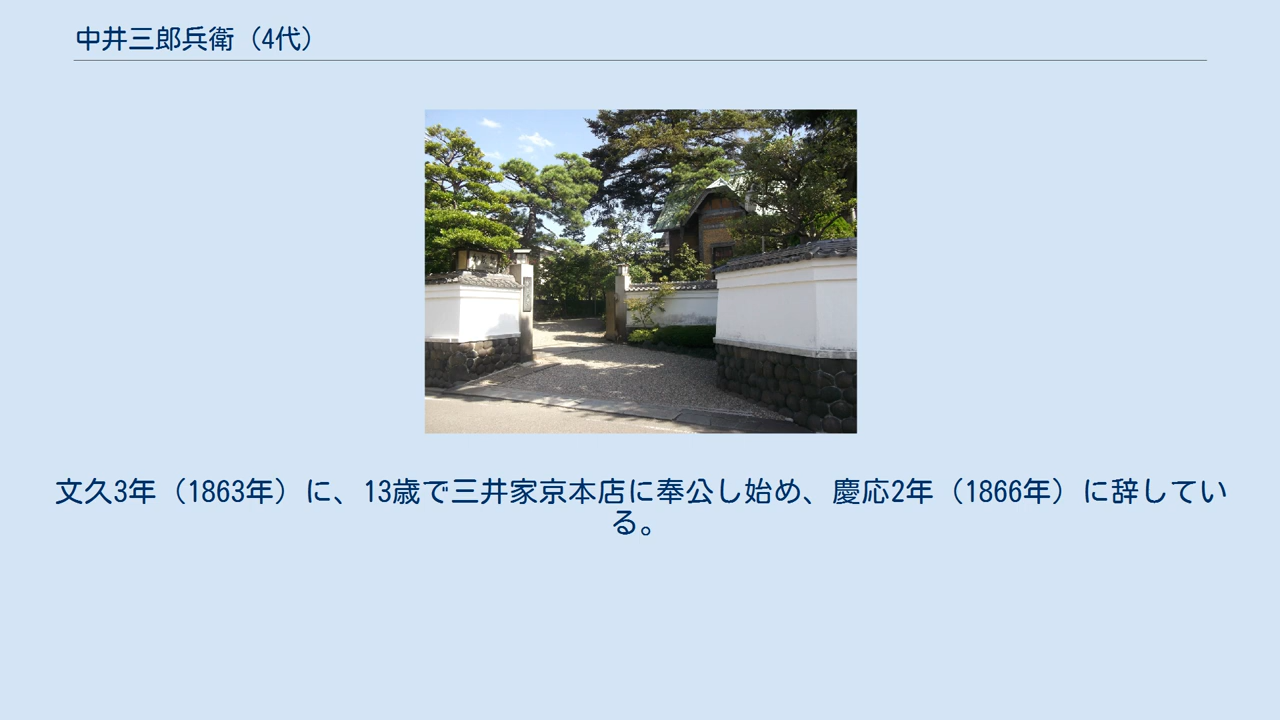 中井三郎兵衛（4代）
文久3年（1863年）に、13歳で三井家京本店に奉公し始め、慶応2年（1866年）に辞してい
る。